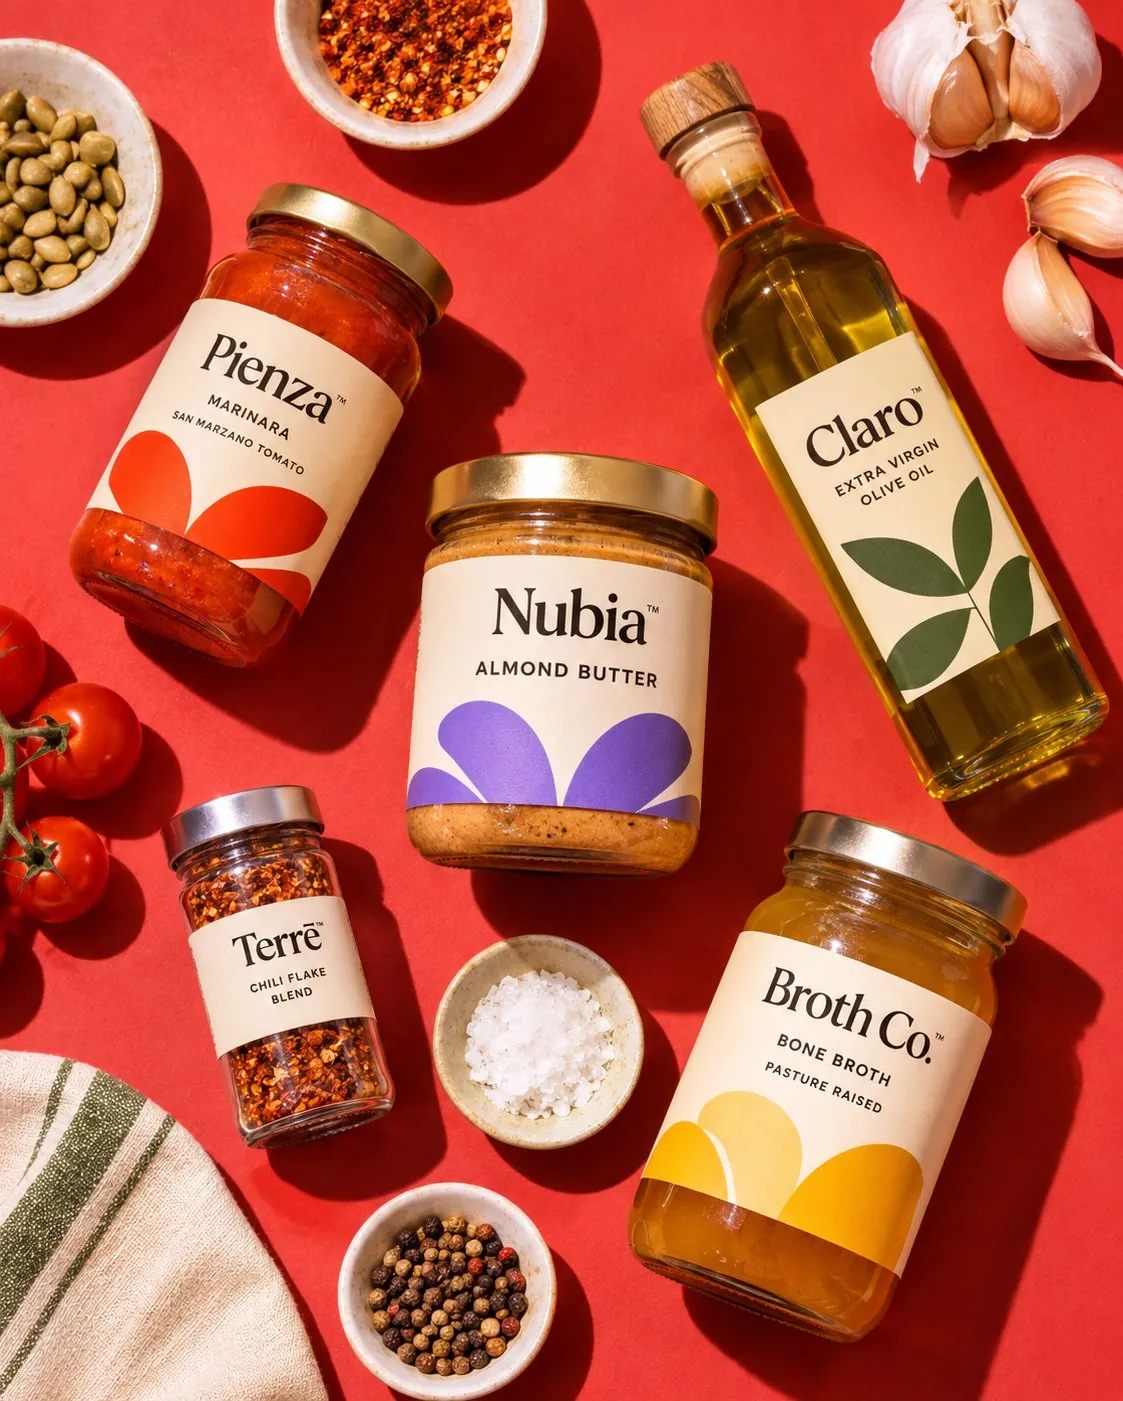 Pienza™
MARINARA
SAN MARZANO TOMATO
Claro™
EXTRA VIRGIN
OLIVE OIL
Nubia™
ALMOND BUTTER
Terrē™
CHILI FLAKE
BLEND
Broth Co.™
BONE BROTH
PASTURE RAISED